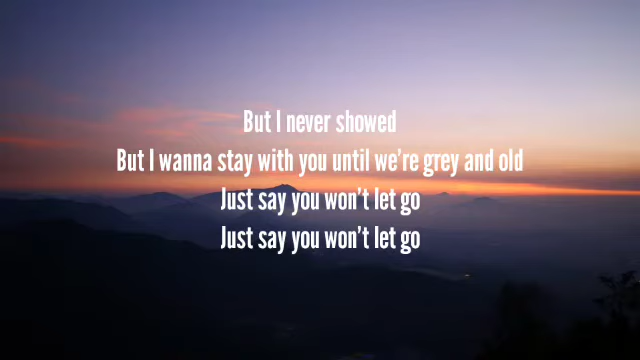 But I never showed
But I wanna stay with you until we're grey and old
Just say you won't let go
Just say you won't let go